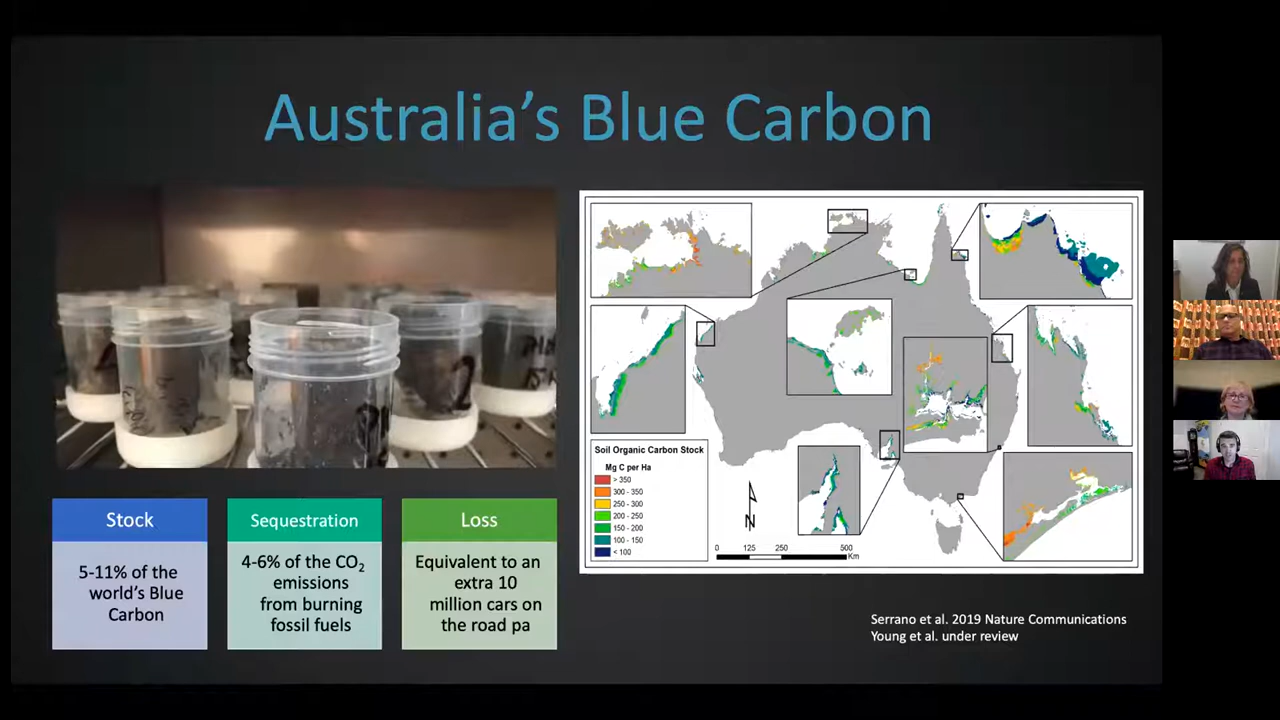 Australia's Blue Carbon
Stock
5-11% of the
world's Blue
Carbon
Sequestration
4-6% of the CO₂
emissions
from burning
fossil fuels
Loss
Equivalent to an
extra 10
million cars on
the road pa
Soil Organic Carbon Stock
Mg C per Ha
> 350
300 - 350
250 - 300
200 - 250
150 - 200
100 - 150
< 100
N
0 125 250 500
Km
Serrano et al. 2019 Nature Communications
Young et al. under review